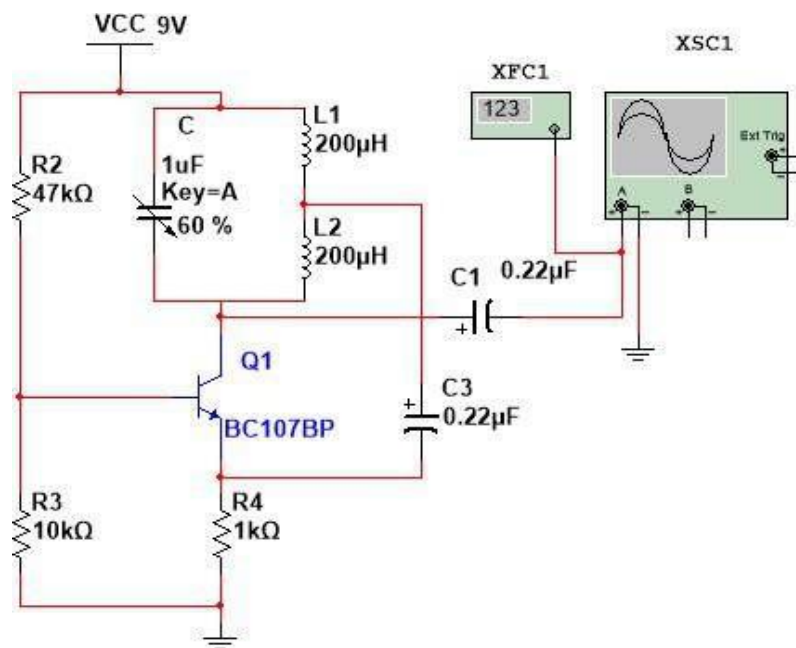 VCC 9V
XSC1
XFC1
123
Ext Trig
+
−
A
B
+ −
+ −
C
1uF
Key=A
60 %
L1
200µH
L2
200µH
R2
47kΩ
C1
0.22µF
+
Q1
BC107BP
C3
+
0.22µF
R3
10kΩ
R4
1kΩ